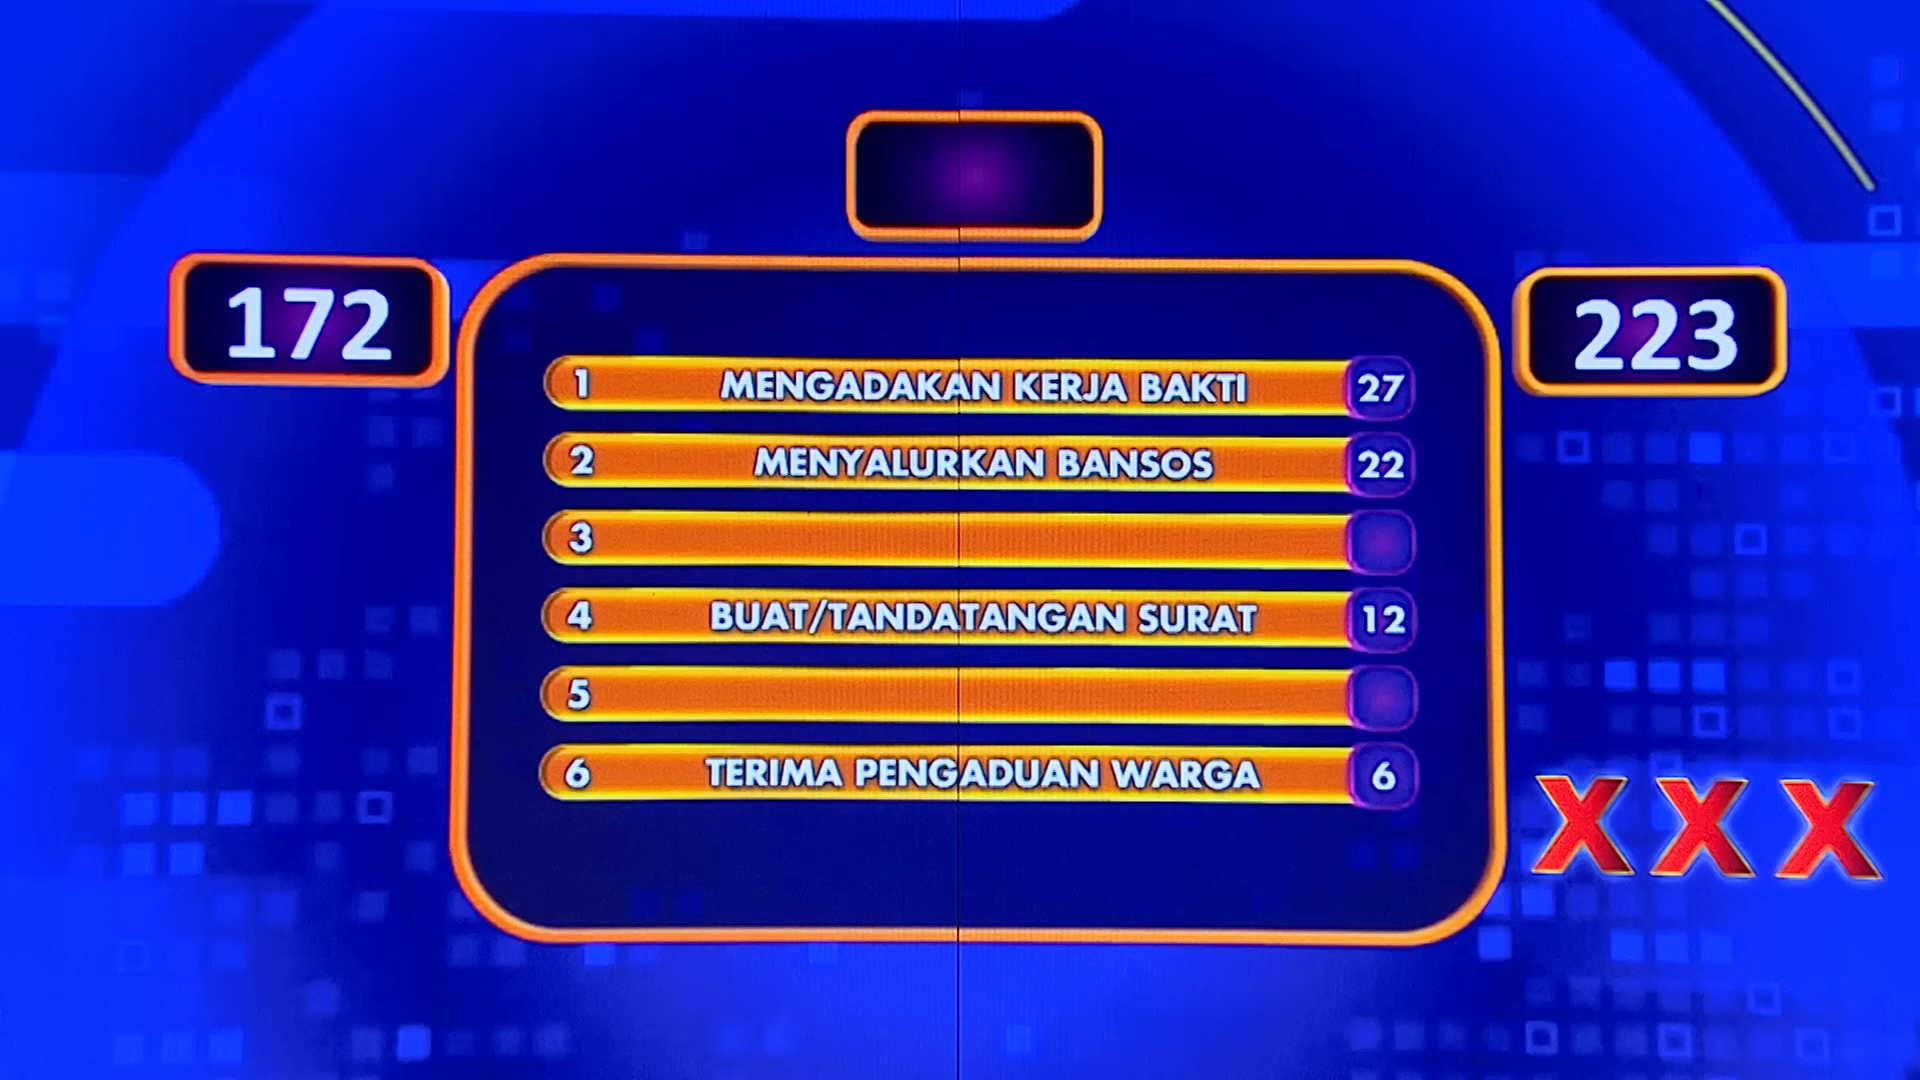 172
223
1 MENGADAKAN KERJA BAKTI 27
2 MENYALURKAN BANSOS 22
3
4 BUAT/TANDATANGAN SURAT 12
5
6 TERIMA PENGADUAN WARGA 6
X X X